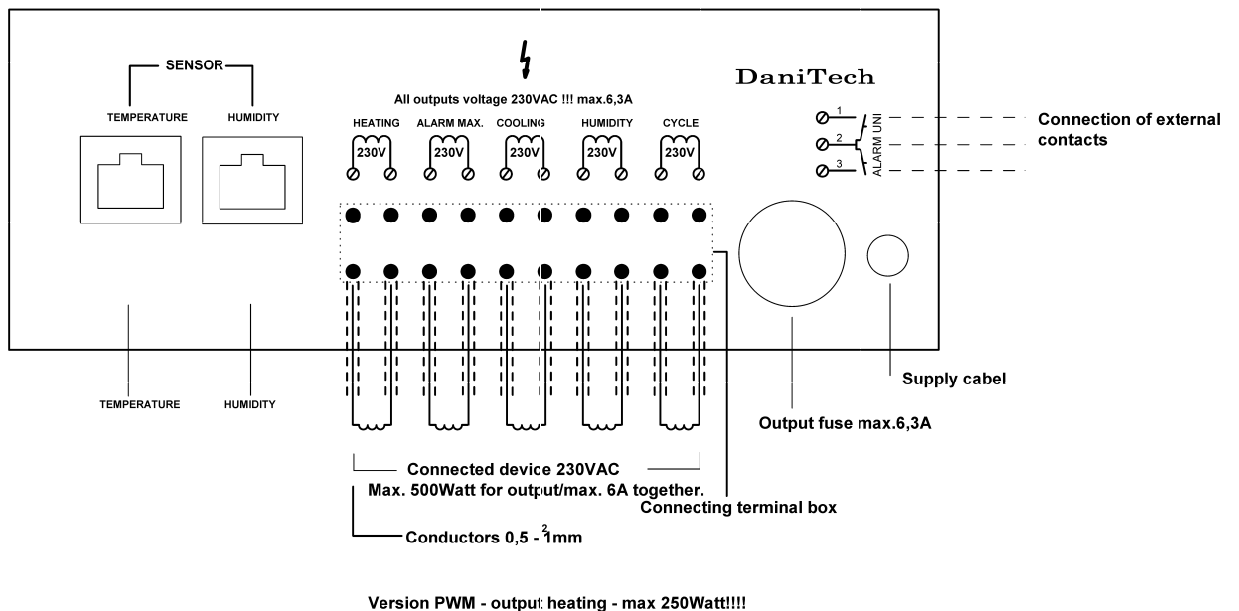 DaniTech
SENSOR
TEMPERATURE HUMIDITY
All outputs voltage 230VAC !!! max.6,3A
HEATING ALARM MAX. COOLING HUMIDITY CYCLE
230V 230V 230V 230V 230V
1
2
3
ALARM UNI
Connection of external
contacts
TEMPERATURE HUMIDITY
Supply cabel
Output fuse max.6,3A
Connected device 230VAC
Max. 500Watt for output/max. 6A together.
Connecting terminal box
Conductors 0,5 - 1mm2
Version PWM - output heating - max 250Watt!!!!